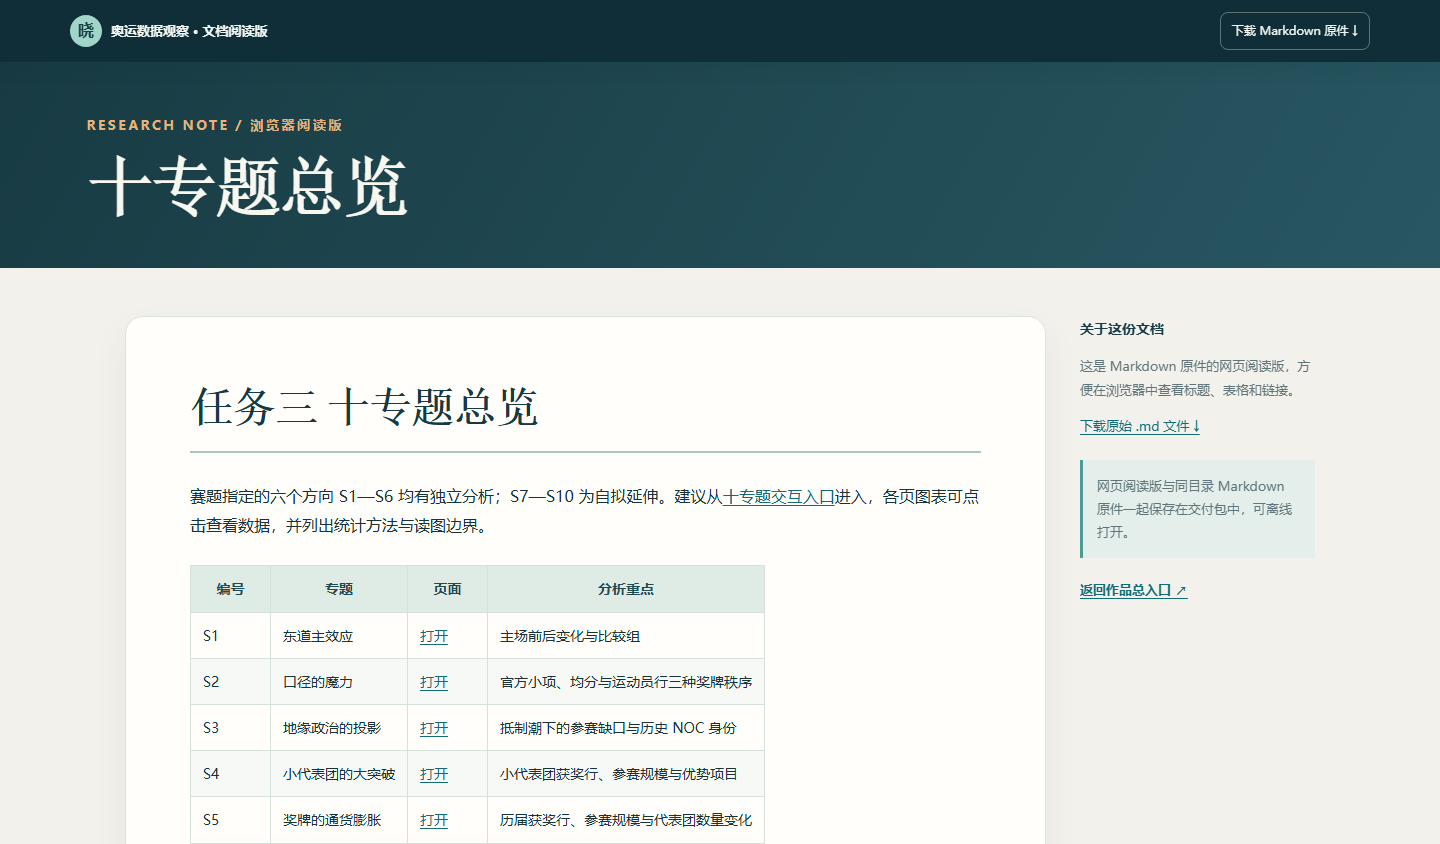 晓 奥运数据观察 • 文档阅读版
下载 Markdown 原件 ↓
RESEARCH NOTE / 浏览器阅读版
十专题总览
任务三 十专题总览
赛题指定的六个方向 S1—S6 均有独立分析；S7—S10 为自拟延伸。建议从十专题交互入口进入，各页图表可点
击查看数据，并列出统计方法与读图边界。
编号 专题 页面 分析重点
S1 东道主效应 打开 主场前后变化与比较组
S2 口径的魔力 打开 官方小项、均分与运动员行三种奖牌秩序
S3 地缘政治的投影 打开 抵制潮下的参赛缺口与历史 NOC 身份
S4 小代表团的大突破 打开 小代表团获奖行、参赛规模与优势项目
S5 奖牌的通货膨胀 打开 历届获奖行、参赛规模与代表团数量变化
关于这份文档
这是 Markdown 原件的网页阅读版，方
便在浏览器中查看标题、表格和链接。
下载原始 .md 文件 ↓
网页阅读版与同目录 Markdown
原件一起保存在交付包中，可离线
打开。
返回作品总入口 ↗